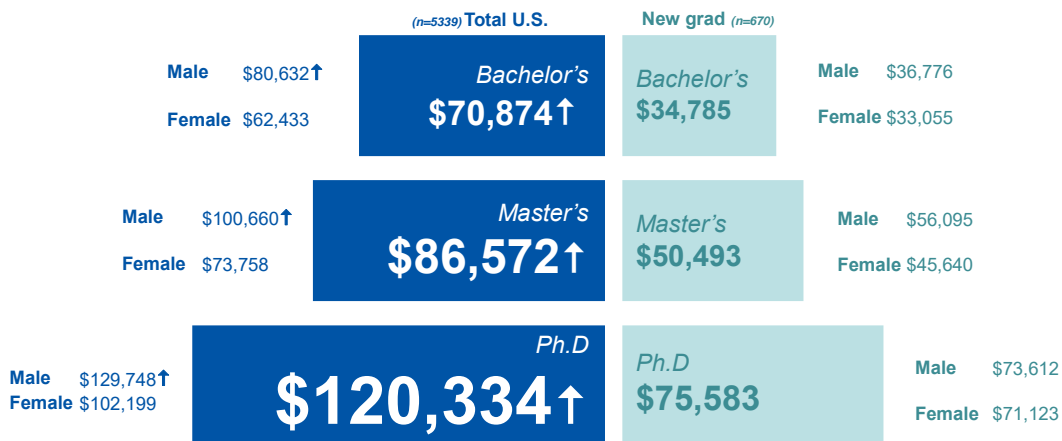 (n=5339) Total U.S.
New grad (n=670)
Male $80,632↑
Female $62,433
Bachelor's
$70,874↑
Bachelor's
$34,785
Male $36,776
Female $33,055
Male $100,660↑
Female $73,758
Master's
$86,572↑
Master's
$50,493
Male $56,095
Female $45,640
Male $129,748↑
Female $102,199
Ph.D
$120,334↑
Ph.D
$75,583
Male $73,612
Female $71,123